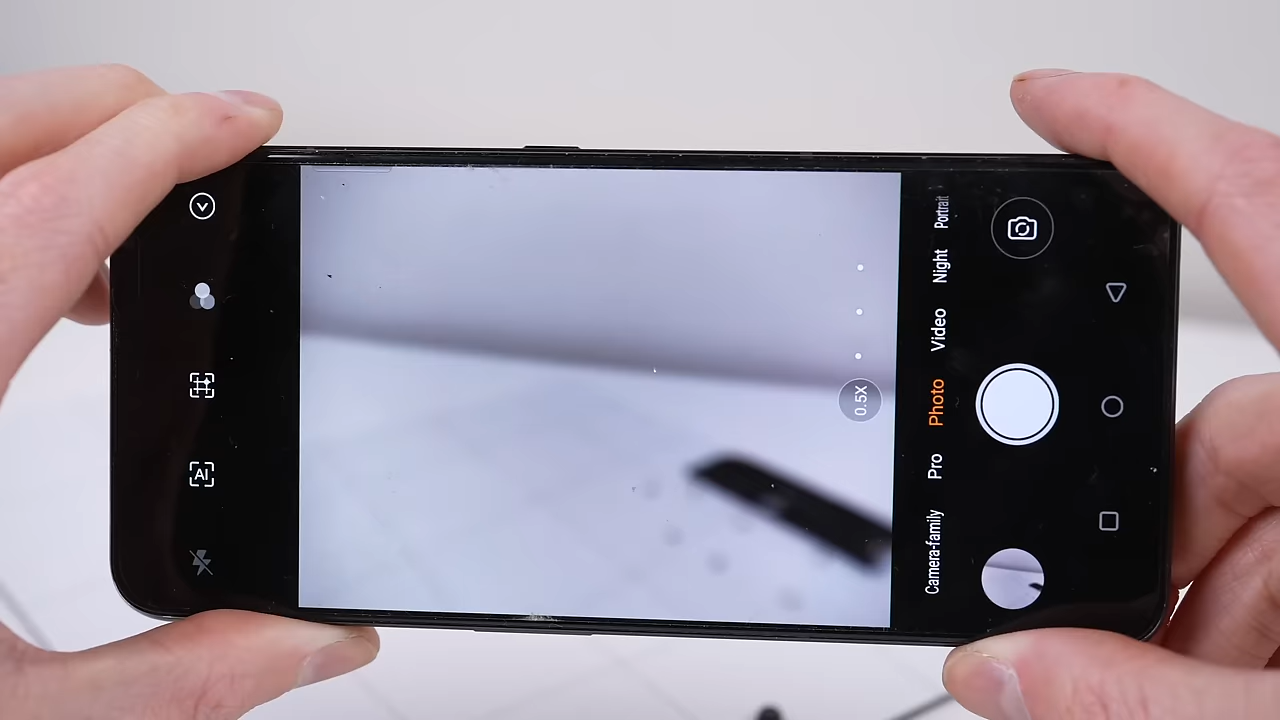 Portrait
Night
Video
Photo
Pro
Camera-family
0.5X
AI